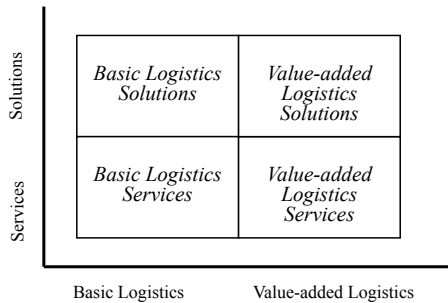 Solutions
Basic Logistics
Solutions
Value-added
Logistics
Solutions
Services
Basic Logistics
Services
Value-added
Logistics
Services
Basic Logistics
Value-added Logistics